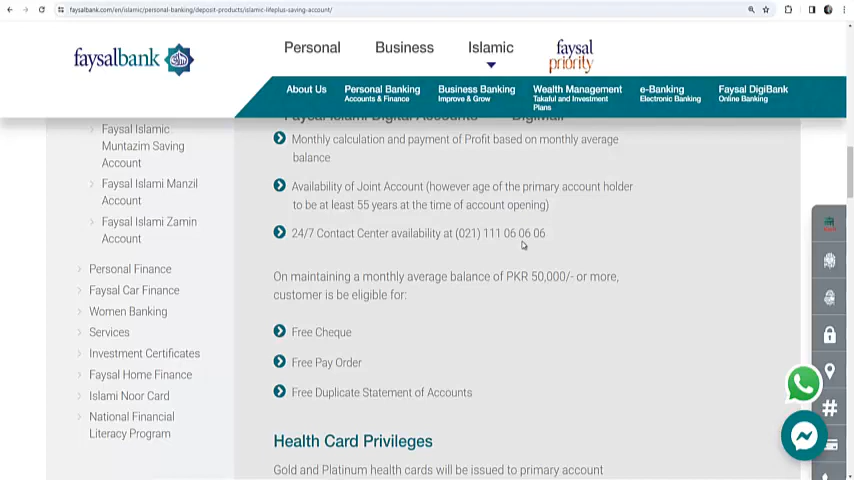 faysalbank.com/en/islamic/personal-banking/deposit-products/islamic-lifeplus-saving-account/
faysalbank
Personal
Business
Islamic
faysal
priority
About Us
Personal Banking
Accounts & Finance
Business Banking
Improve & Grow
Wealth Management
Takaful and Investment
Plans
e-Banking
Electronic Banking
Faysal DigiBank
Online Banking
Faysal Islamic
Muntazim Saving
Account
Faysal Islami Manzil
Account
Faysal Islami Zamin
Account
Personal Finance
Faysal Car Finance
Women Banking
Services
Investment Certificates
Faysal Home Finance
Islami Noor Card
National Financial
Literacy Program
Faysal Islami Digital Accounts
DigiMall
Monthly calculation and payment of Profit based on monthly average
balance
Availability of Joint Account (however age of the primary account holder
to be at least 55 years at the time of account opening)
24/7 Contact Center availability at (021) 111 06 06 06
On maintaining a monthly average balance of PKR 50,000/- or more,
customer is be eligible for:
Free Cheque
Free Pay Order
Free Duplicate Statement of Accounts
Health Card Privileges
Gold and Platinum health cards will be issued to primary account
#